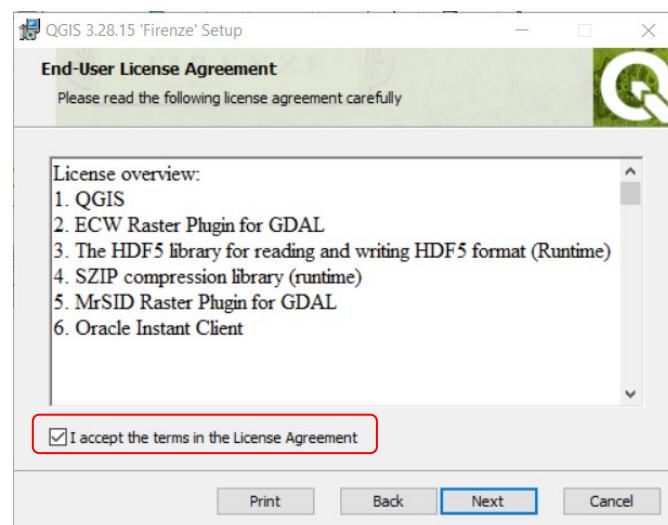 QGIS 3.28.15 'Firenze' Setup
End-User License Agreement
Please read the following license agreement carefully
License overview:
1. QGIS
2. ECW Raster Plugin for GDAL
3. The HDF5 library for reading and writing HDF5 format (Runtime)
4. SZIP compression library (runtime)
5. MrSID Raster Plugin for GDAL
6. Oracle Instant Client
I accept the terms in the License Agreement
Print Back Next Cancel